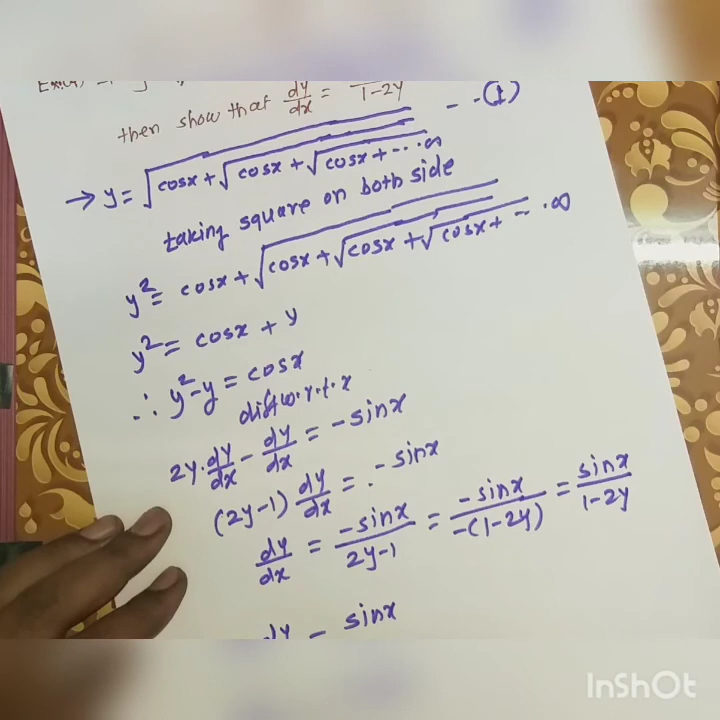 then show that dy/dx = /1-2y
→ y = √cosx + √cosx + √cosx + ... ∞ - - (1)
taking square on both side
y² = cosx + √cosx + √cosx + √cosx + - . . ∞
y² = cosx + y
∴ y² - y = cosx
diff w.r.t.x
2y. dy/dx - dy/dx = - sinx
(2y-1) dy/dx = . - sinx
dy/dx = -sinx/2y-1 = -sinx/-(1-2y) = sinx/1-2y
dy - sinx
InShOt